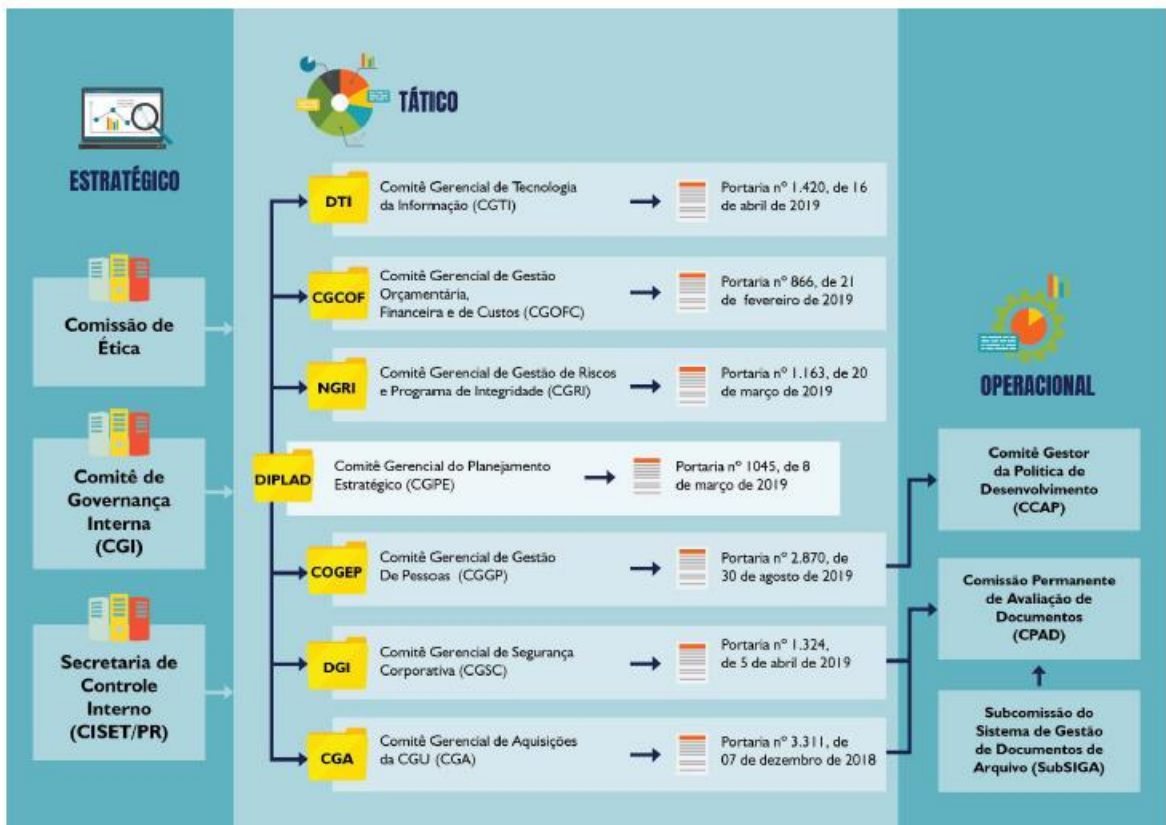 ESTRATÉGICO
Comissão de
Ética
Comitê de
Governança
Interna
(CGI)
Secretaria de
Controle
Interno
(CISET/PR)
TÁTICO
DTI
Comitê Gerencial de Tecnologia
da Informação (CGTI)
Portaria nº 1.420, de 16
de abril de 2019
CGCOF
Comitê Gerencial de Gestão
Orçamentária,
Financeira e de Custos (CGOFC)
Portaria nº 866, de 21
de fevereiro de 2019
NGRI
Comitê Gerencial de Gestão de Riscos
e Programa de Integridade (CGRI)
Portaria nº 1.163, de 20
de março de 2019
DIPLAD
Comitê Gerencial do Planejamento
Estratégico (CGIPE)
Portaria nº 1045, de 8
de março de 2019
COGEP
Comitê Gerencial de Gestão
De Pessoas (CGGP)
Portaria nº 2.870, de
30 de agosto de 2019
DGI
Comitê Gerencial de Segurança
Corporativa (CGSC)
Portaria nº 1.324,
de 5 de abril de 2019
CGA
Comitê Gerencial de Aquisições
da CGU (CGA)
Portaria nº 3.311, de
07 de dezembro de 2018
OPERACIONAL
Comitê Gestor
da Política de
Desenvolvimento
(CCAP)
Comissão Permanente
de Avaliação de
Documentos
(CPAD)
Subcomissão do
Sistema de Gestão
de Documentos de
Arquivo (SubSIGA)